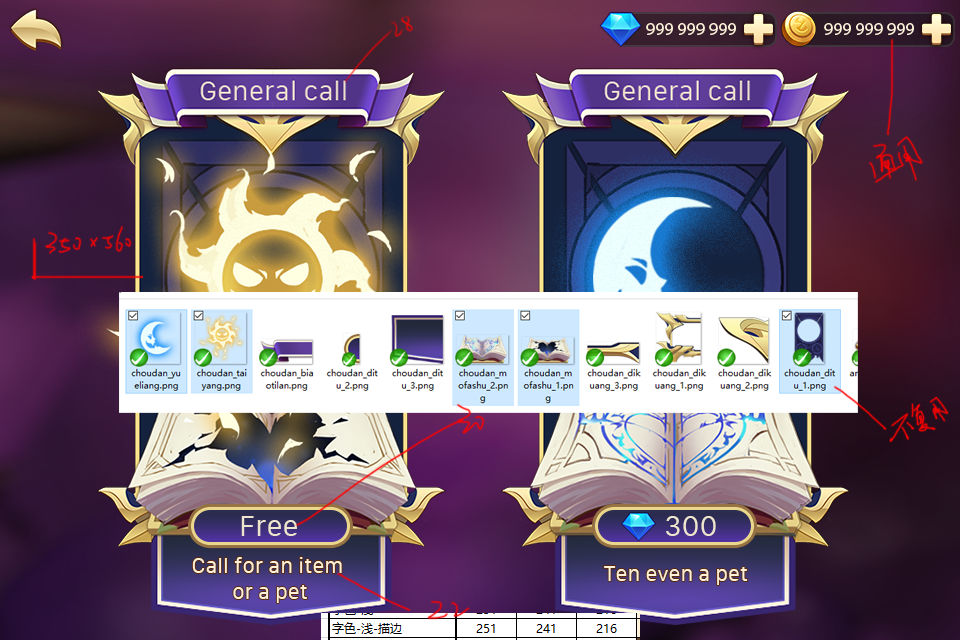 28
999 999 999
999 999 999
General call
General call
通用
350×560
choudan_yu
eliang.png
choudan_tai
yang.png
choudan_bia
otilan.png
choudan_dit
u_2.png
choudan_dit
u_3.png
choudan_m
ofashu_2.pn
g
choudan_m
ofashu_1.pn
g
choudan_dik
uang_3.png
choudan_dik
uang_1.png
choudan_dik
uang_2.png
choudan_dit
u_1.png
30
不复用
Free
300
Call for an item
or a pet
Ten even a pet
22
字色-浅-描边 251 241 216